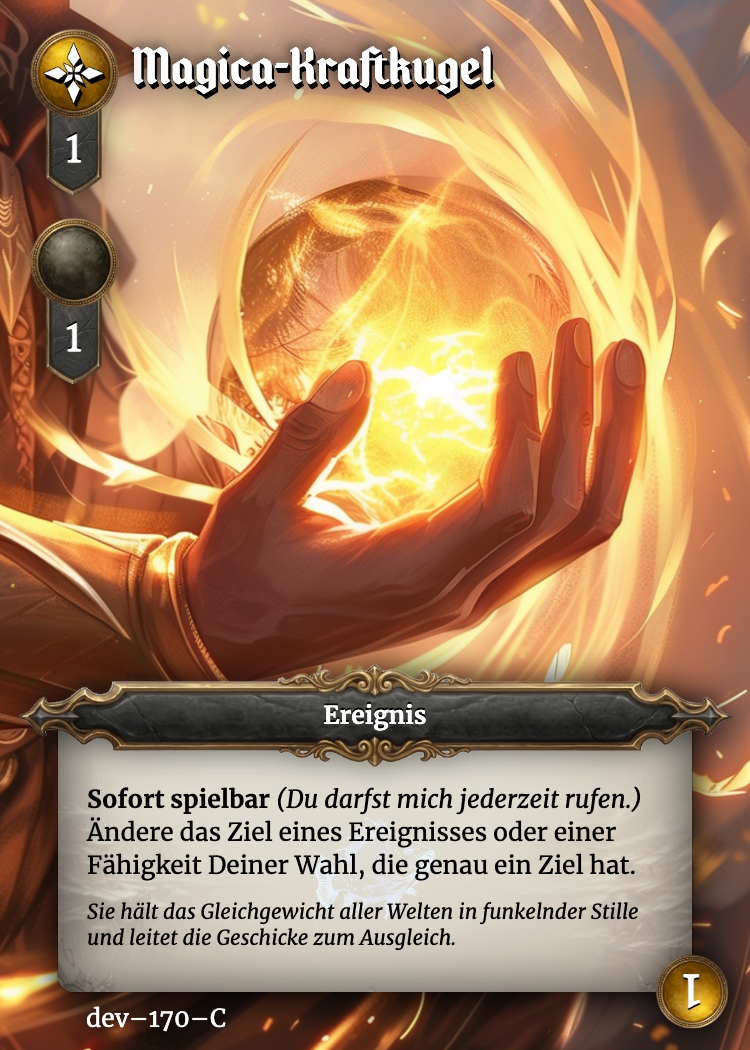 Magica-Kraftkugel
1
1
Ereignis
Sofort spielbar (Du darfst mich jederzeit rufen.)
Ändere das Ziel eines Ereignisses oder einer
Fähigkeit Deiner Wahl, die genau ein Ziel hat.
Sie hält das Gleichgewicht aller Welten in funkelnder Stille
und leitet die Geschicke zum Ausgleich.
1
dev–170–C